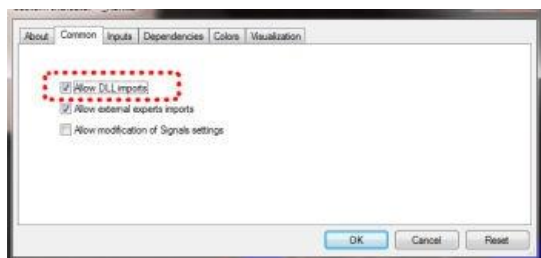 About Common Inputs Dependencies Colors Visualization
Allow DLL imports
Allow external experts imports
Allow modification of Signals settings
OK Cancel Reset